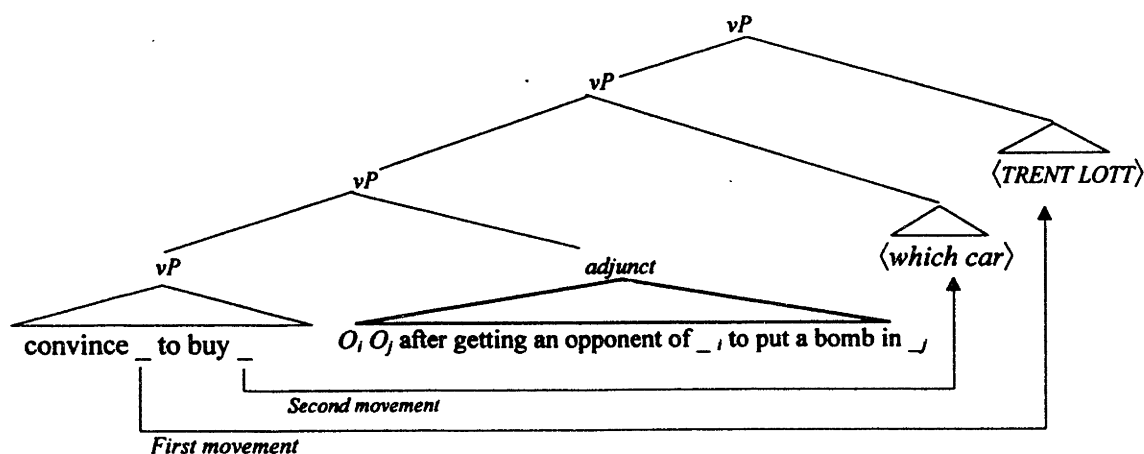 vP
vP
⟨TRENT LOTT⟩
vP
⟨which car⟩
vP
adjunct
convince _ to buy _
Oᵢ Oⱼ after getting an opponent of _ ᵢ to put a bomb in _ⱼ
Second movement
First movement